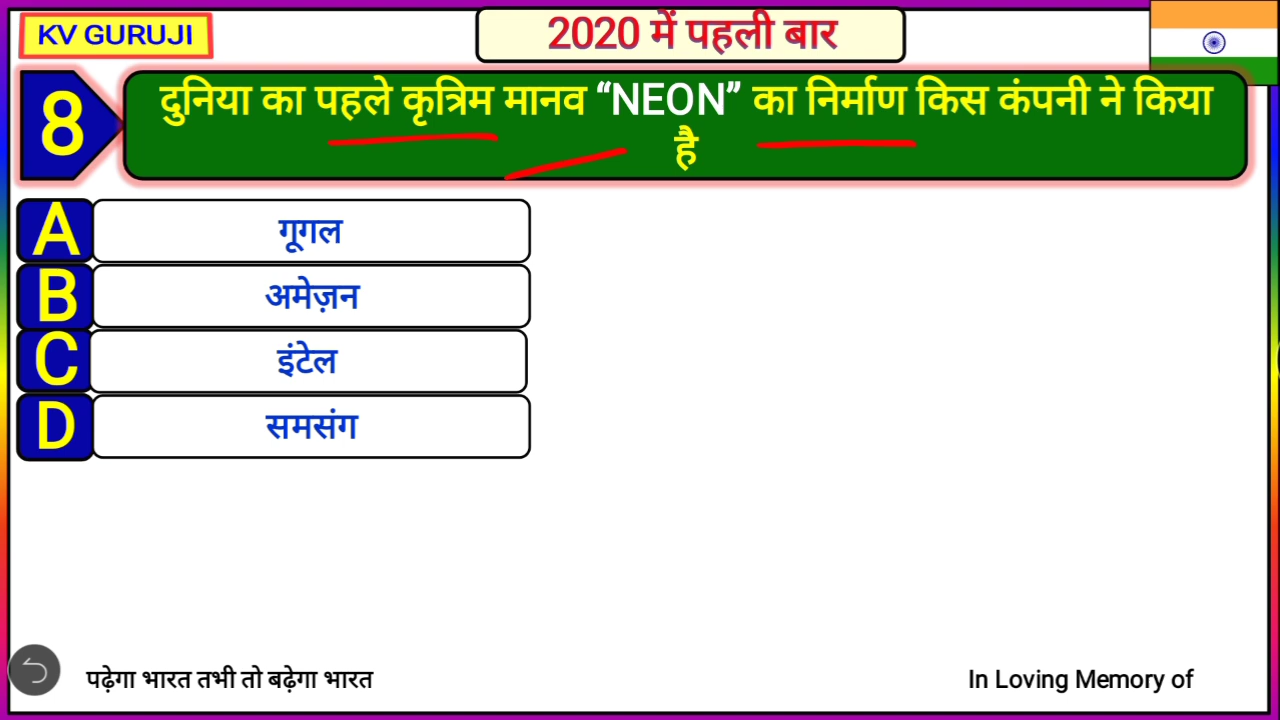 KV GURUJI
2020 में पहली बार
8
दुनिया का पहले कृत्रिम मानव “NEON” का निर्माण किस कंपनी ने किया
है
A गूगल
B अमेज़न
C इंटेल
D समसंग
पढ़ेगा भारत तभी तो बढ़ेगा भारत
In Loving Memory of